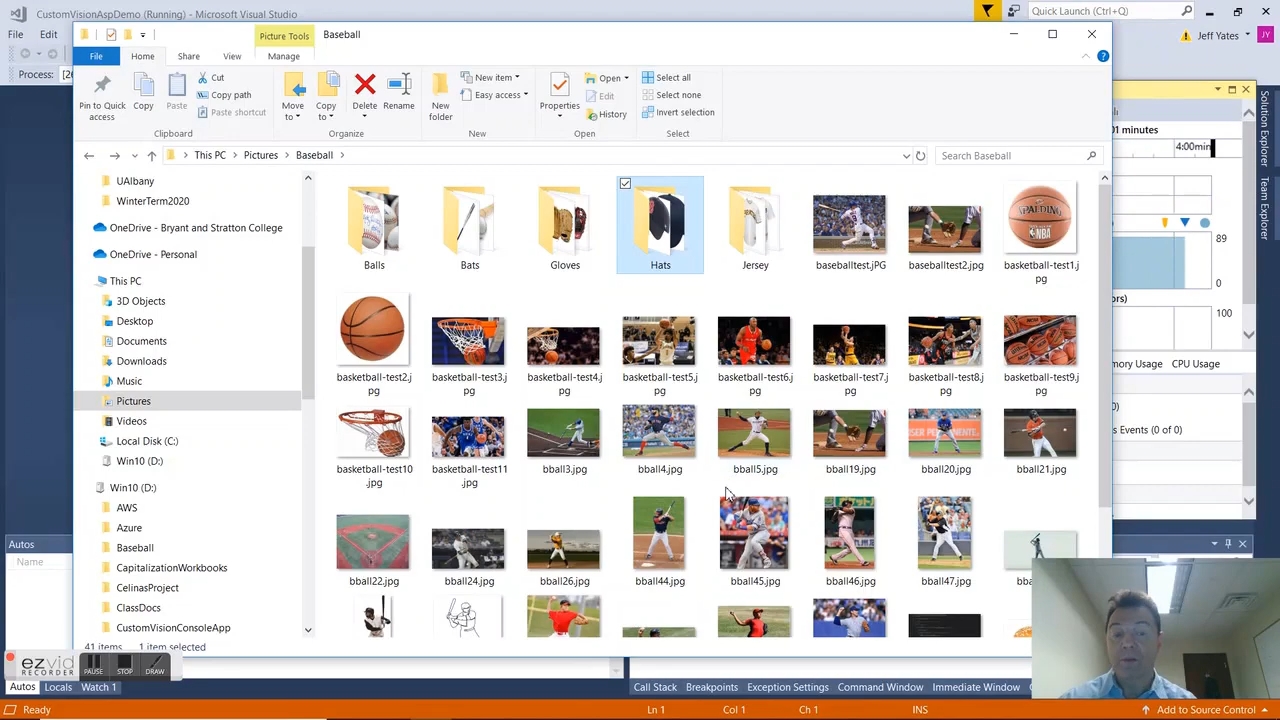 CustomVisionAspDemo (Running) - Microsoft Visual Studio
Quick Launch (Ctrl+Q)
File Edit
Picture Tools
Baseball
Jeff Yates JY
File Home Share View Manage
Process: [2
Pin to Quick access
Copy
Paste
Cut
Copy path
Paste shortcut
Move to
Copy to
Delete
Rename
New folder
New item
Easy access
Properties
Open
Edit
History
Select all
Select none
Invert selection
Clipboard
Organize
New
Open
Select
This PC > Pictures > Baseball >
Search Baseball
UAlbany
WinterTerm2020
OneDrive - Bryant and Stratton College
OneDrive - Personal
This PC
3D Objects
Desktop
Documents
Downloads
Music
Pictures
Videos
Local Disk (C:)
Win10 (D:)
Win10 (D:)
AWS
Azure
Baseball
CapitalizationWorkbooks
CelinasProject
ClassDocs
CustomVisionConsoleApp
Balls
Bats
Gloves
Hats
Jersey
baseballtest.jPG
baseballtest2.jpg
basketball-test1.jpg
SPALDING
NBA
basketball-test2.jpg
basketball-test3.jpg
basketball-test4.jpg
basketball-test5.jpg
basketball-test6.jpg
basketball-test7.jpg
basketball-test8.jpg
basketball-test9.jpg
basketball-test10.jpg
basketball-test11.jpg
bball3.jpg
bball4.jpg
bball5.jpg
bball19.jpg
bball20.jpg
bball21.jpg
bball22.jpg
bball24.jpg
bball26.jpg
bball44.jpg
bball45.jpg
bball46.jpg
bball47.jpg
41 items 1 item selected
01 minutes
4:00min
89
0
100
Memory Usage CPU Usage
Events (0 of 0)
Solution Explorer
Team Explorer
Autos
Name
ezvid
RECORDER
PAUSE
STOP
DRAW
Autos Locals Watch 1
Call Stack Breakpoints Exception Settings Command Window Immediate Window
Ready
Ln 1
Col 1
Ch 1
INS
Add to Source Control